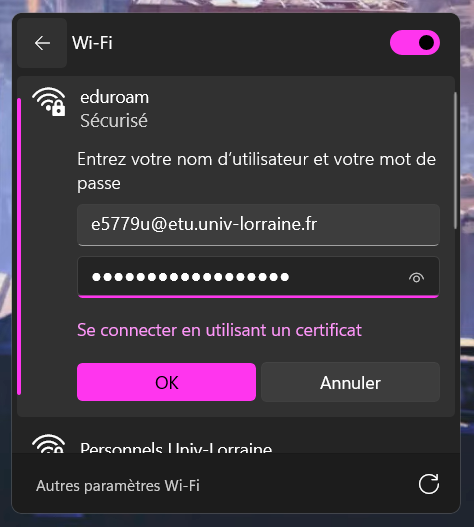 Wi-Fi
eduroam
Sécurisé
Entrez votre nom d'utilisateur et votre mot de
passe
e5779u@etu.univ-lorraine.fr
●●●●●●●●●●●●●●●●●●
Se connecter en utilisant un certificat
OK Annuler
Personnels Univ-Lorraine
Autres paramètres Wi-Fi